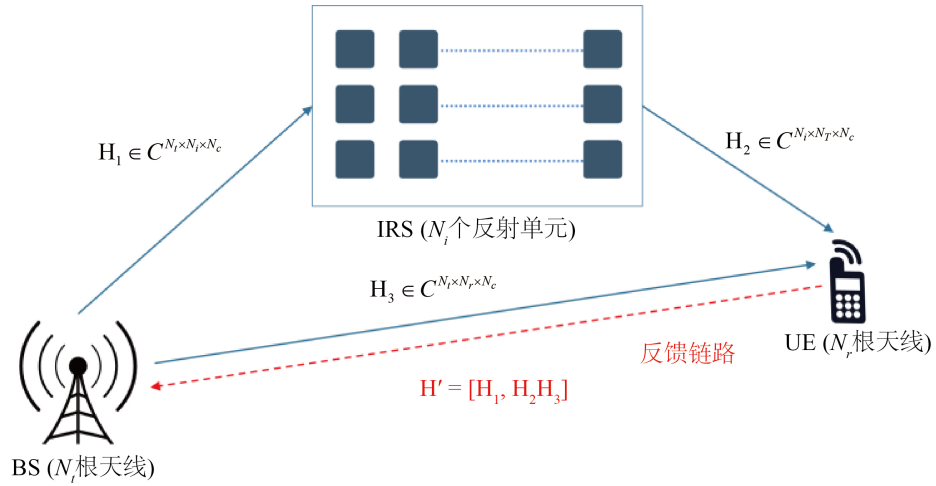 H₁ ∈ C^{N_t×N_i×N_c}
H₂ ∈ C^{N_i×N_T×N_c}
IRS (N_i个反射单元)
H₃ ∈ C^{N_t×N_r×N_c}
反馈链路
UE (N_r根天线)
H′ = [H₁, H₂H₃]
BS (N_t根天线)